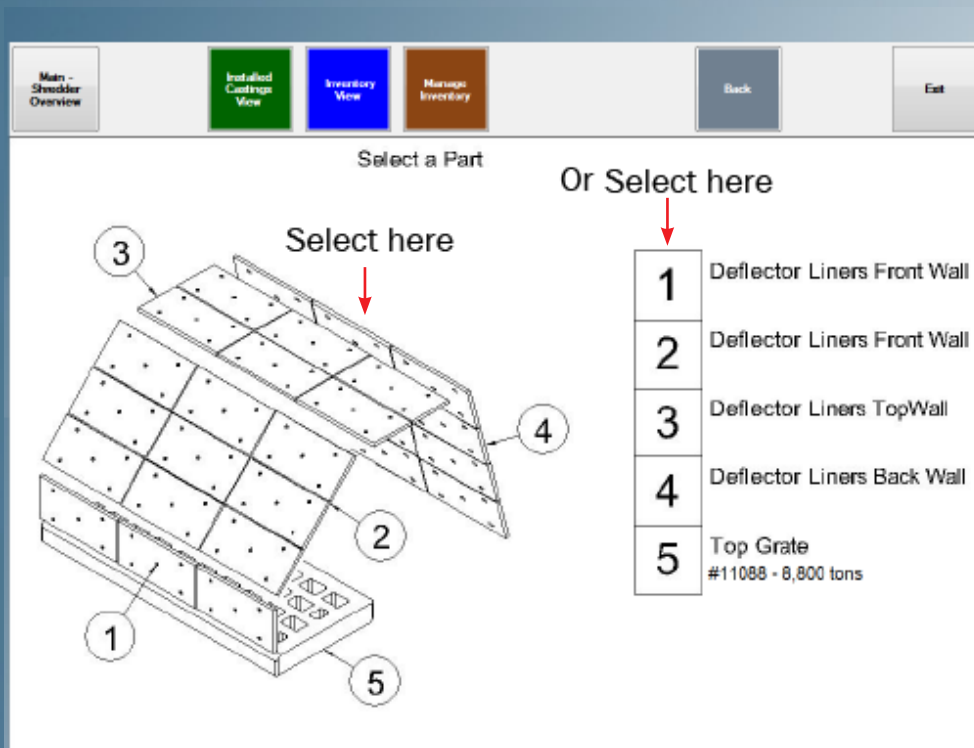 Main -
Shredder
Overview
Installed
Castings
View
Inventory
View
Manage
Inventory
Back
Exit
Select a Part
Or Select here
Select here
3
4
2
1
5
1 Deflector Liners Front Wall
2 Deflector Liners Front Wall
3 Deflector Liners TopWall
4 Deflector Liners Back Wall
5 Top Grate
#11088 - 8,800 tons